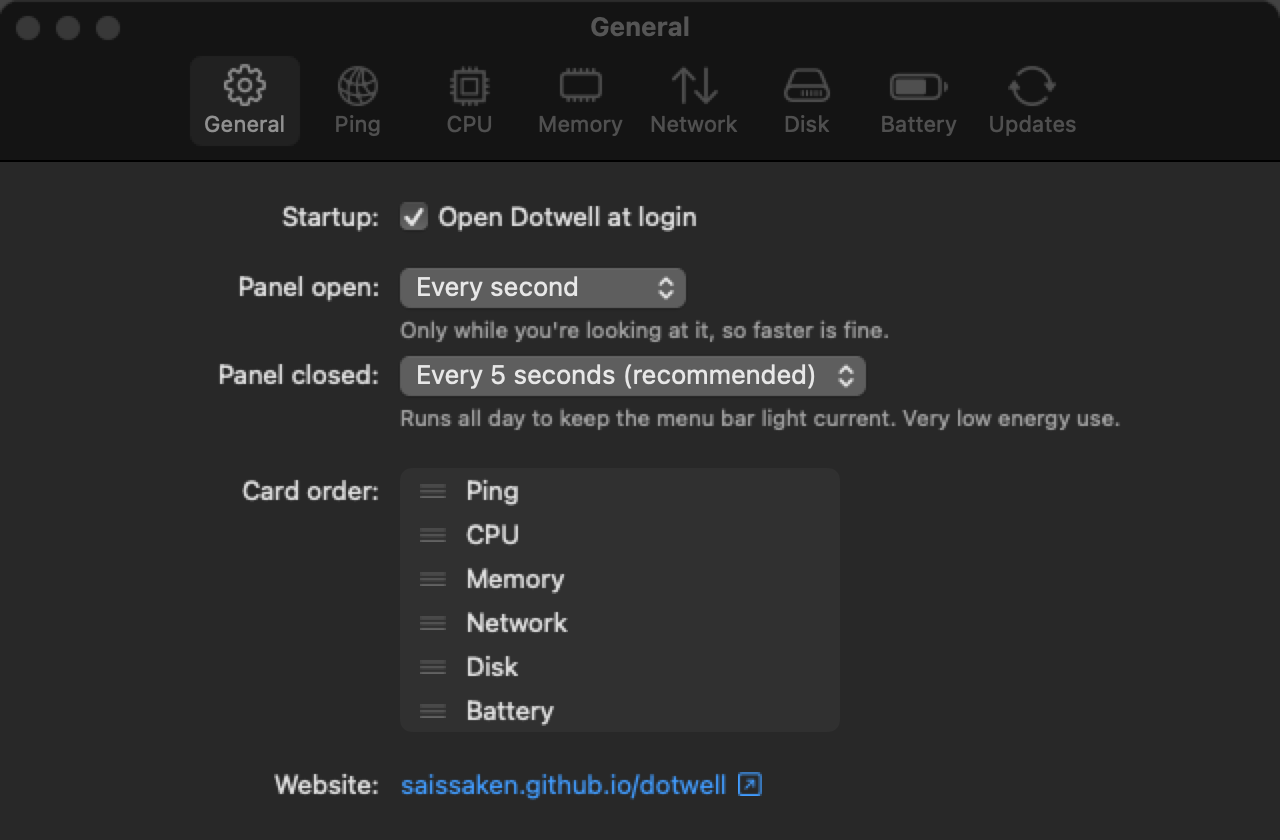 General
General Ping CPU Memory Network Disk Battery Updates
Startup: Open Dotwell at login
Panel open: Every second
Only while you're looking at it, so faster is fine.
Panel closed: Every 5 seconds (recommended)
Runs all day to keep the menu bar light current. Very low energy use.
Card order: Ping
CPU
Memory
Network
Disk
Battery
Website: saissaken.github.io/dotwell